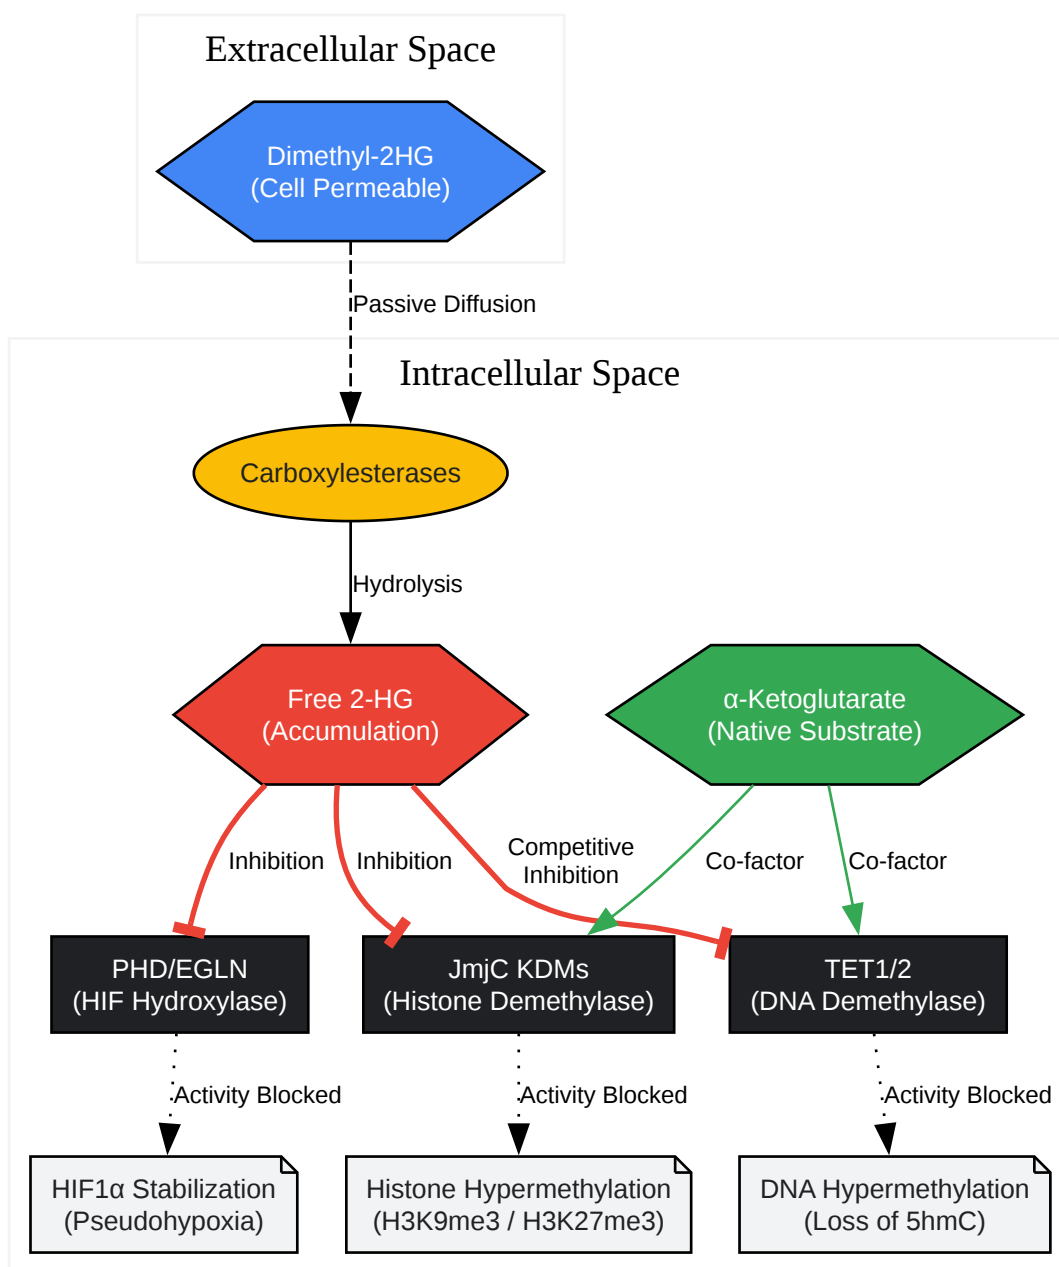 Extracellular Space
Dimethyl-2HG
(Cell Permeable)
Passive Diffusion
Intracellular Space
Carboxylesterases
Hydrolysis
Free 2-HG
(Accumulation)
α-Ketoglutarate
(Native Substrate)
Inhibition
Inhibition
Competitive
Inhibition
Co-factor
Co-factor
PHD/EGLN
(HIF Hydroxylase)
JmjC KDMs
(Histone Demethylase)
TET1/2
(DNA Demethylase)
Activity Blocked
Activity Blocked
Activity Blocked
HIF1α Stabilization
(Pseudohypoxia)
Histone Hypermethylation
(H3K9me3 / H3K27me3)
DNA Hypermethylation
(Loss of 5hmC)